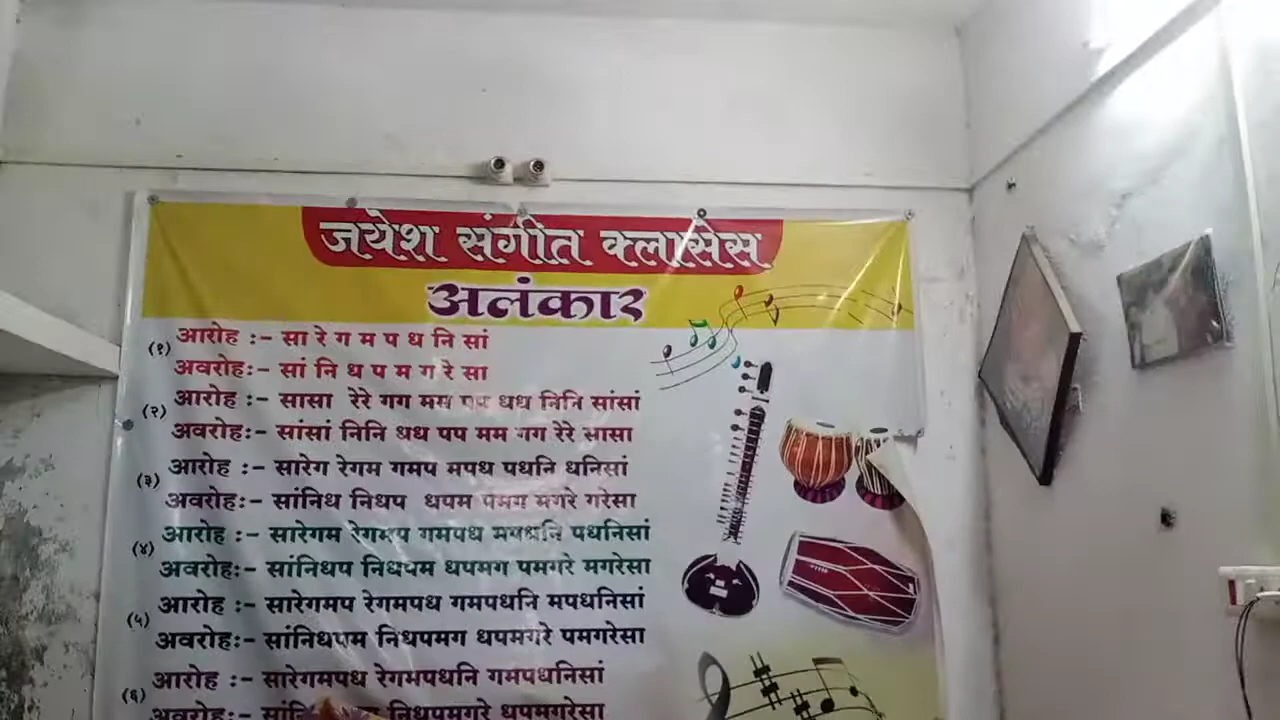 जयेश संगीत क्लासेस
अलंकार
(१) आरोह :- सा रे ग म प ध नि सां
अवरोहः- सां नि ध प म ग रे सा
(२) आरोह :- सासा रेरे गग मम पप धध निनि सांसां
अवरोहः- सांसां निनि धध पप मम गग रेरे सासा
(३) आरोह :- सारेग रेगम गमप मपध पधनि धनिसां
अवरोहः- सांनिध निधप धपम पमग मगरे गरेसा
(४) आरोह :- सारेगम रेगमप गमपध मपधनि पधनिसां
अवरोहः- सांनिधप निधपम धपमग पमगरे मगरेसा
(५) आरोह :- सारेगमप रेगमपध गमपधनि मपधनिसां
अवरोहः- सांनिधपम निधपमग धपमगरे पमगरेसा
(६) आरोह :- सारेगमपध रेगमपधनि गमपधनिसां
अवरोहः- निधपमगरे धपमगरेसा